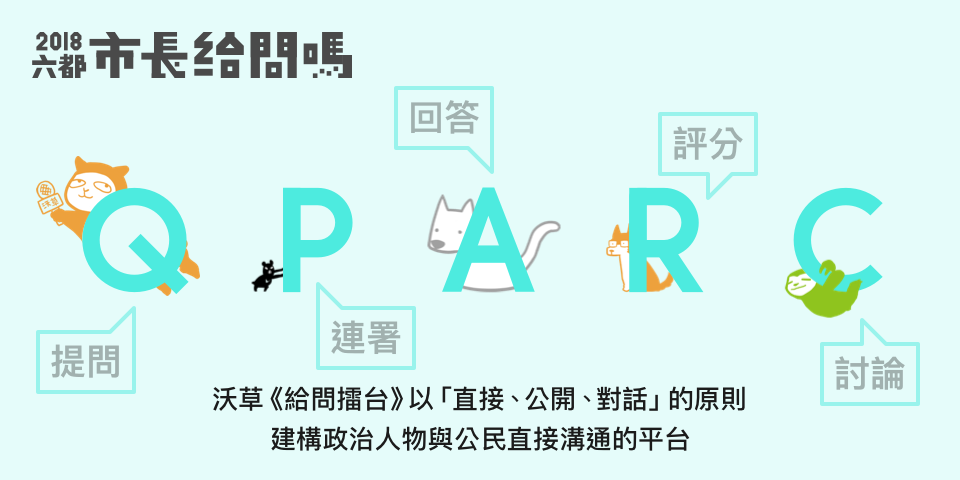 2018
六都 市長給問嗎
回答
評分
QPARC
提問
連署
討論
沃草《給問擂台》以「直接、公開、對話」的原則
建構政治人物與公民直接溝通的平台
沃草